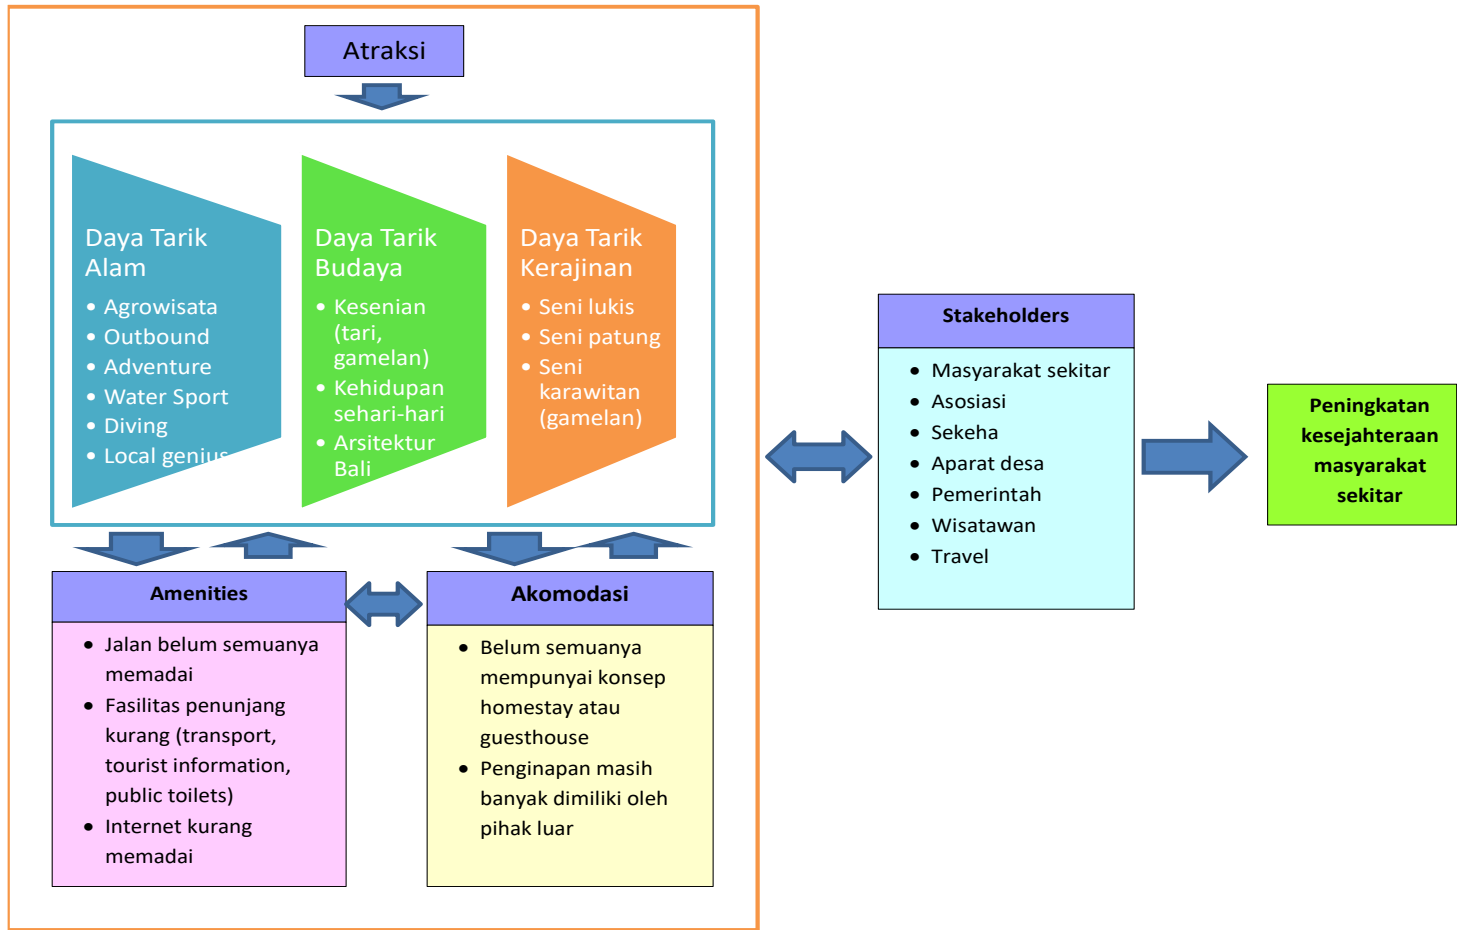 Atraksi
Daya Tarik
Alam
• Agrowisata
• Outbound
• Adventure
• Water Sport
• Diving
• Local genius
Daya Tarik
Budaya
• Kesenian
(tari,
gamelan)
• Kehidupan
sehari-hari
• Arsitektur
Bali
Daya Tarik
Kerajinan
• Seni lukis
• Seni patung
• Seni
karawitan
(gamelan)
Amenities
• Jalan belum semuanya
memadai
• Fasilitas penunjang
kurang (transport,
tourist information,
public toilets)
• Internet kurang
memadai
Akomodasi
• Belum semuanya
mempunyai konsep
homestay atau
guesthouse
• Penginapan masih
banyak dimiliki oleh
pihak luar
Stakeholders
• Masyarakat sekitar
• Asosiasi
• Sekeha
• Aparat desa
• Pemerintah
• Wisatawan
• Travel
Peningkatan
kesejahteraan
masyarakat
sekitar